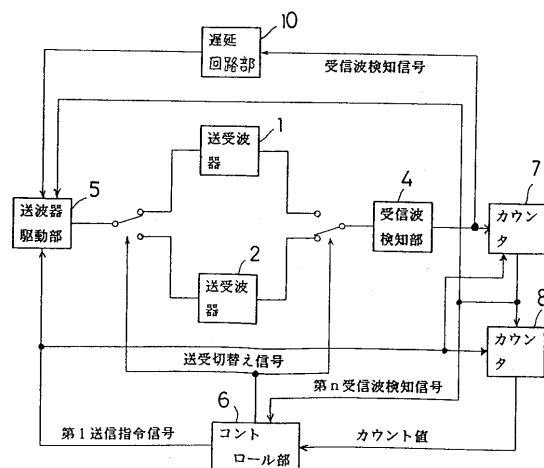 10
遅延
回路部
受信波検知信号
1
送受波
器
5
送波器
駆動部
4
受信波
検知部
7
カウン
タ
2
送受波
器
8
カウン
タ
送受切替え信号
第n受信波検知信号
6
第1送信指令信号
コント
ロール部
カウント値